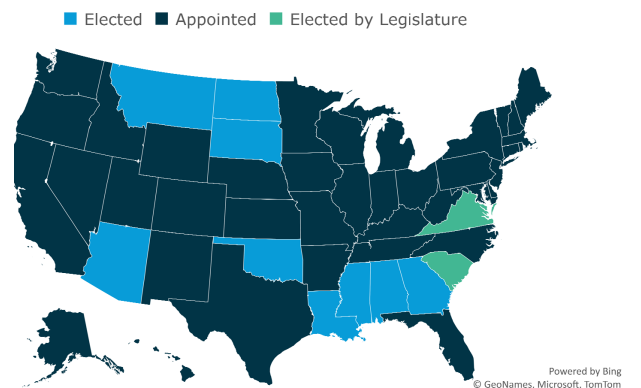 Elected Appointed Elected by Legislature
Powered by Bing
© GeoNames, Microsoft, TomTom